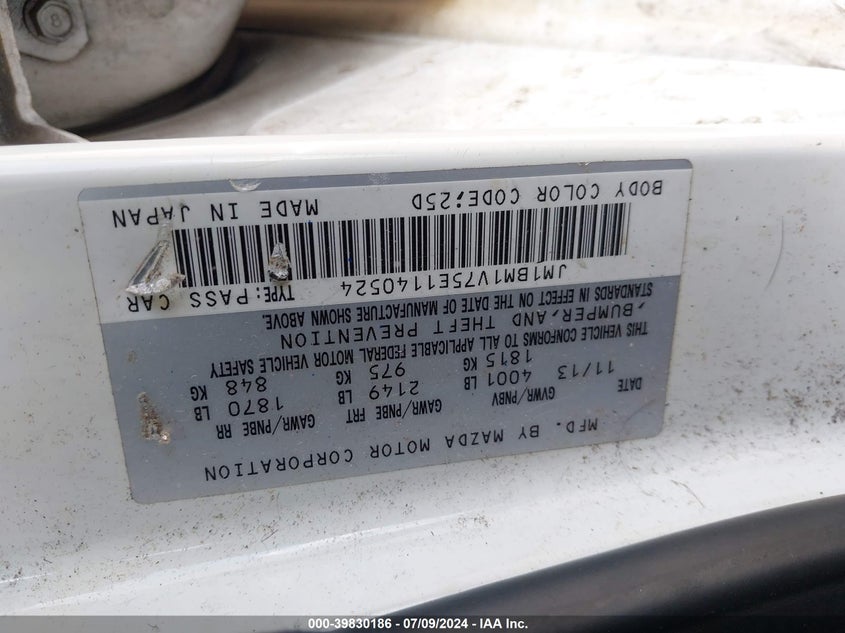 MFD. BY MAZDA MOTOR CORPORATION
DATE GVWR/PNBV GAWR/PNBE FRT GAWR/PNBE RR
11/13 4001 LB 2149 LB 1870 LB
1815 KG 975 KG 848 KG
THIS VEHICLE CONFORMS TO ALL APPLICABLE FEDERAL MOTOR VEHICLE SAFETY
, BUMPER, AND THEFT PREVENTION
STANDARDS IN EFFECT ON THE DATE OF MANUFACTURE SHOWN ABOVE
JM1BM1V75E1140524 TYPE: PASS CAR
BODY COLOR CODE:25D MADE IN JAPAN
000-39830186 - 07/09/2024 - IAA Inc.